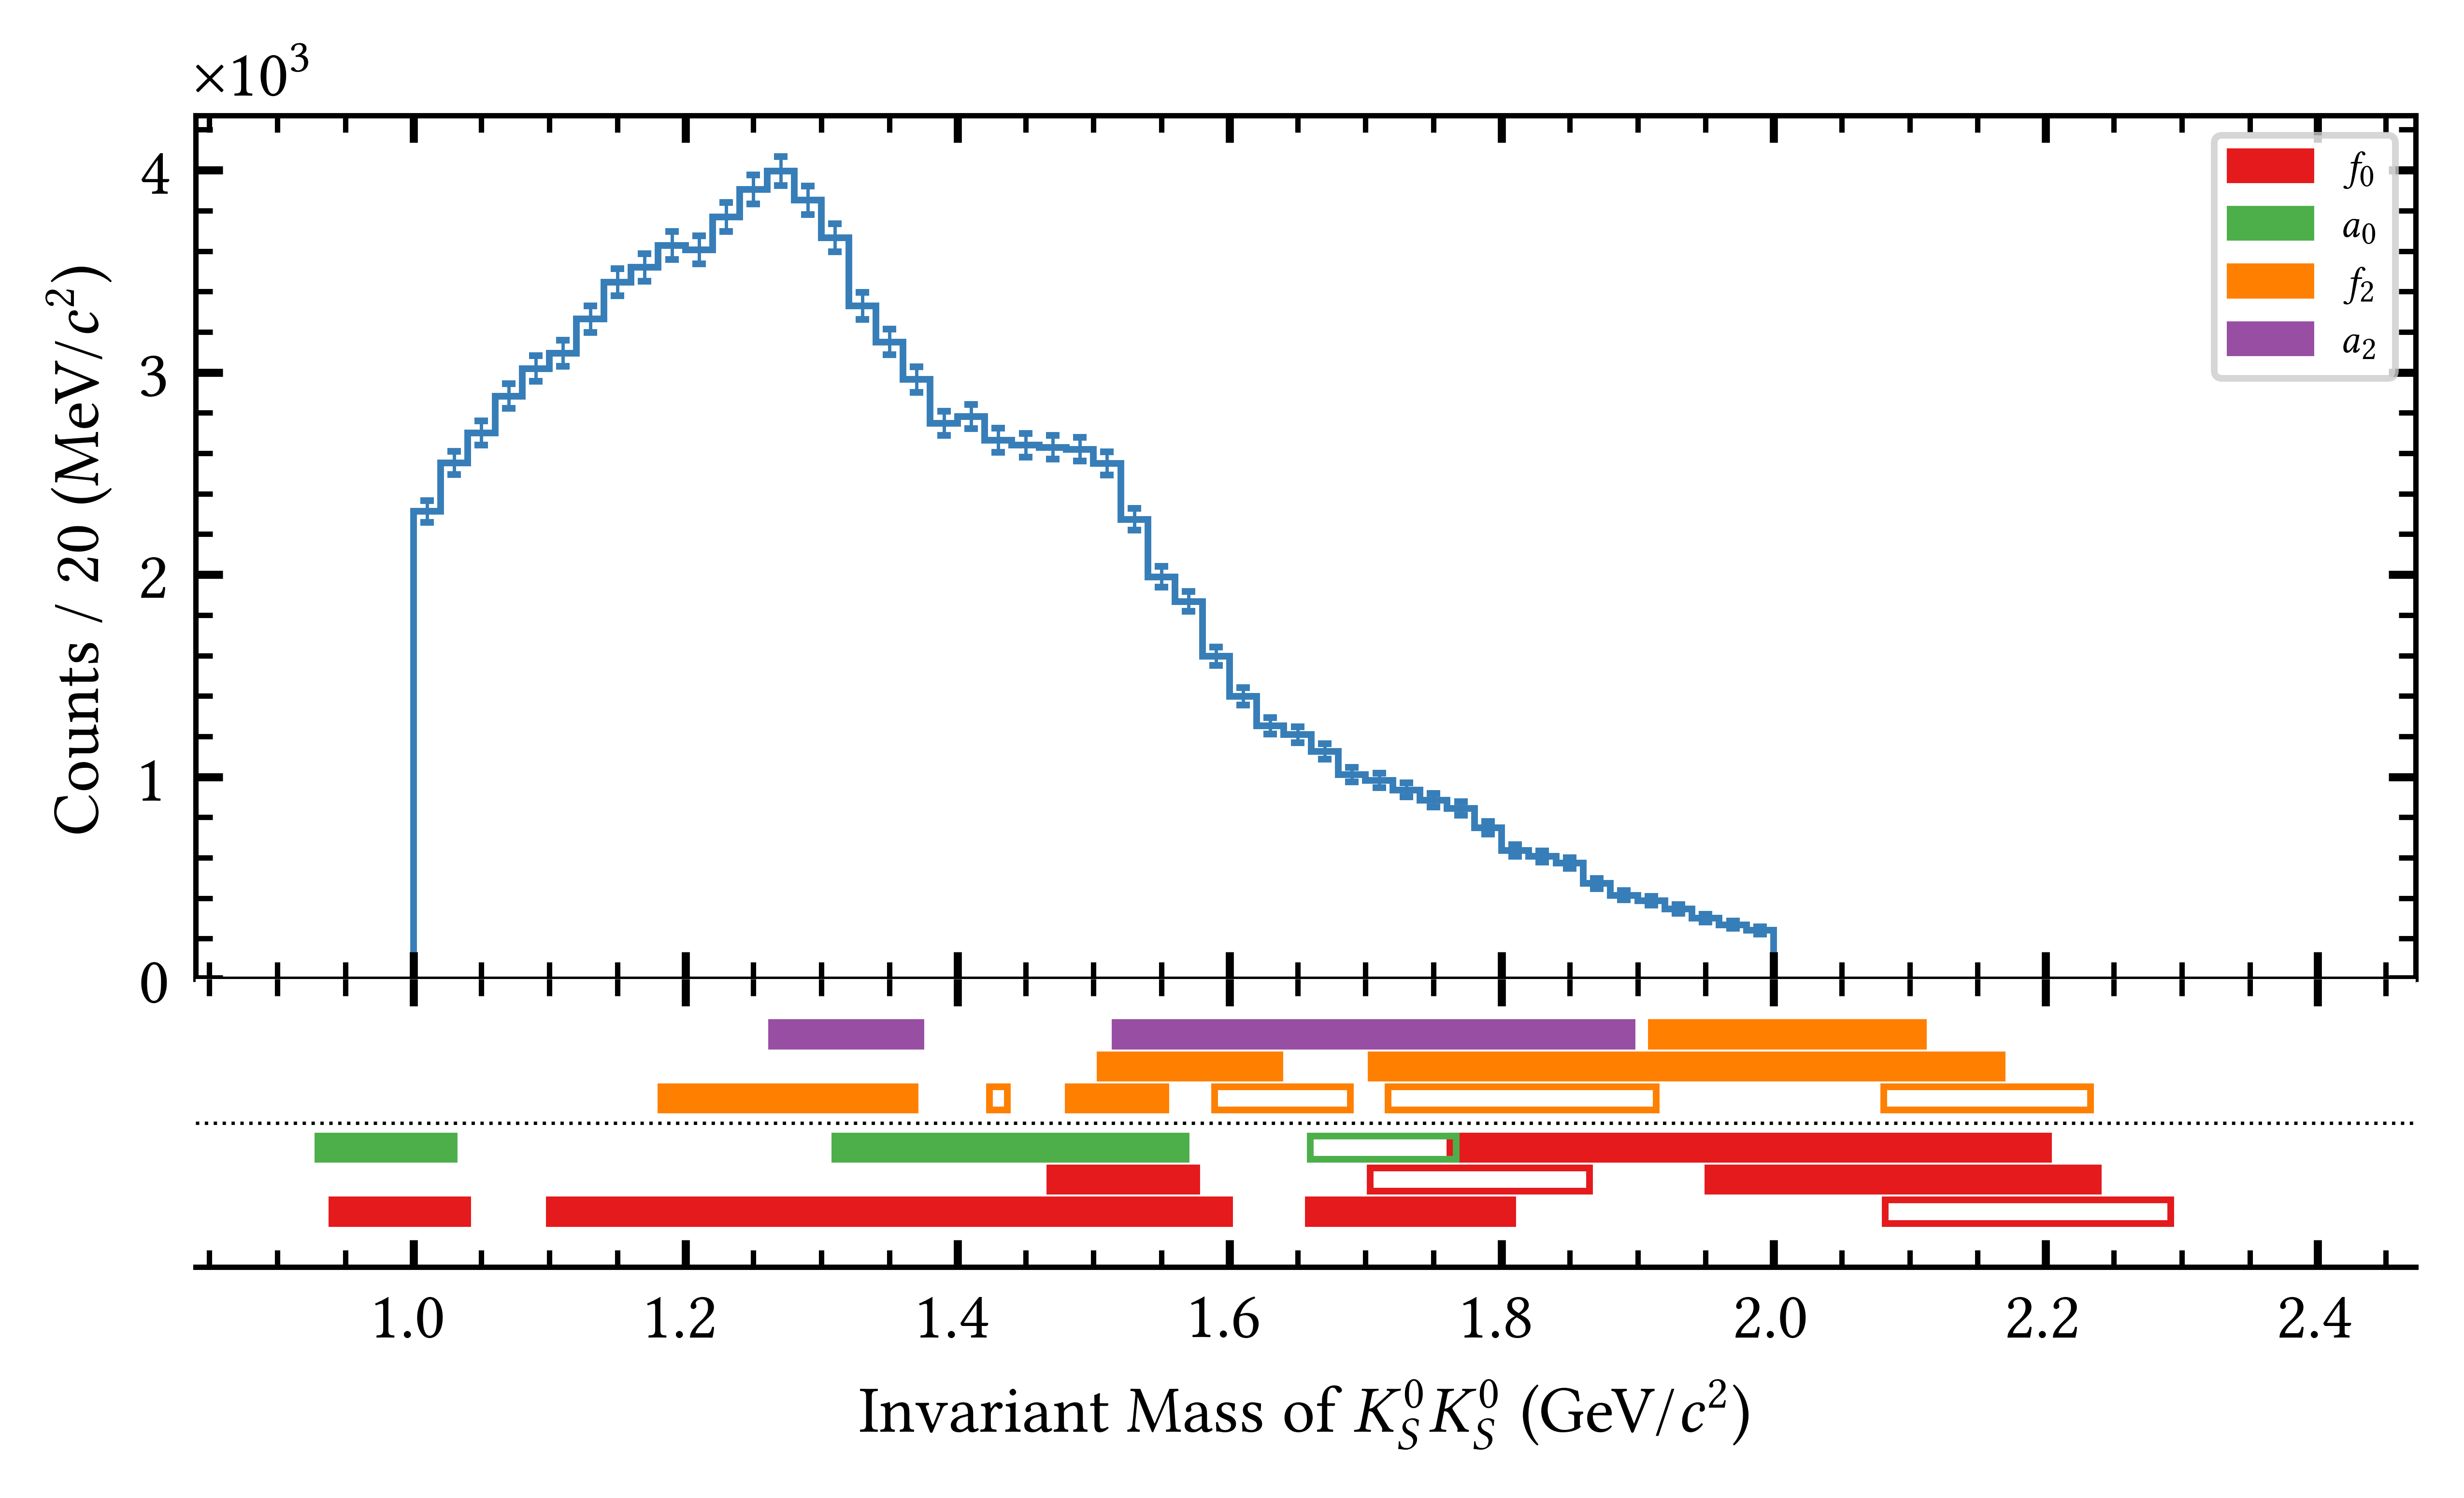 ×10³
Counts / 20 (MeV/c²)
4
3
2
1
0
f₀
a₀
f₂
a₂
1.0 1.2 1.4 1.6 1.8 2.0 2.2 2.4
Invariant Mass of K⁰_S K⁰_S (GeV/c²)